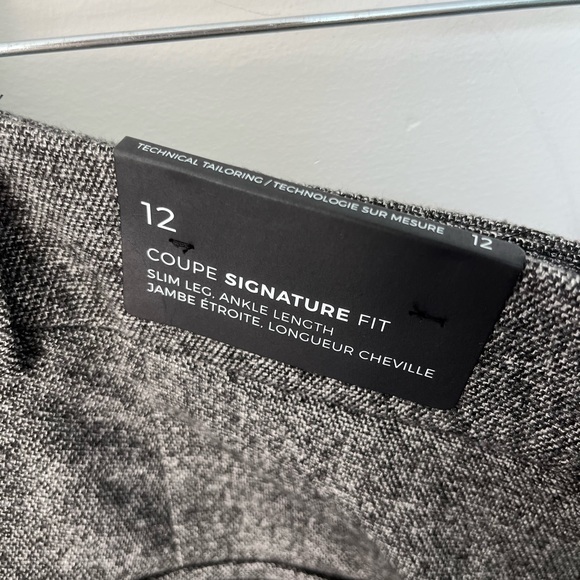 TECHNICAL TAILORING / TECHNOLOGIE SUR MESURE 12
12
COUPE SIGNATURE FIT
SLIM LEG, ANKLE LENGTH
JAMBE ÉTROITE, LONGUEUR CHEVILLE